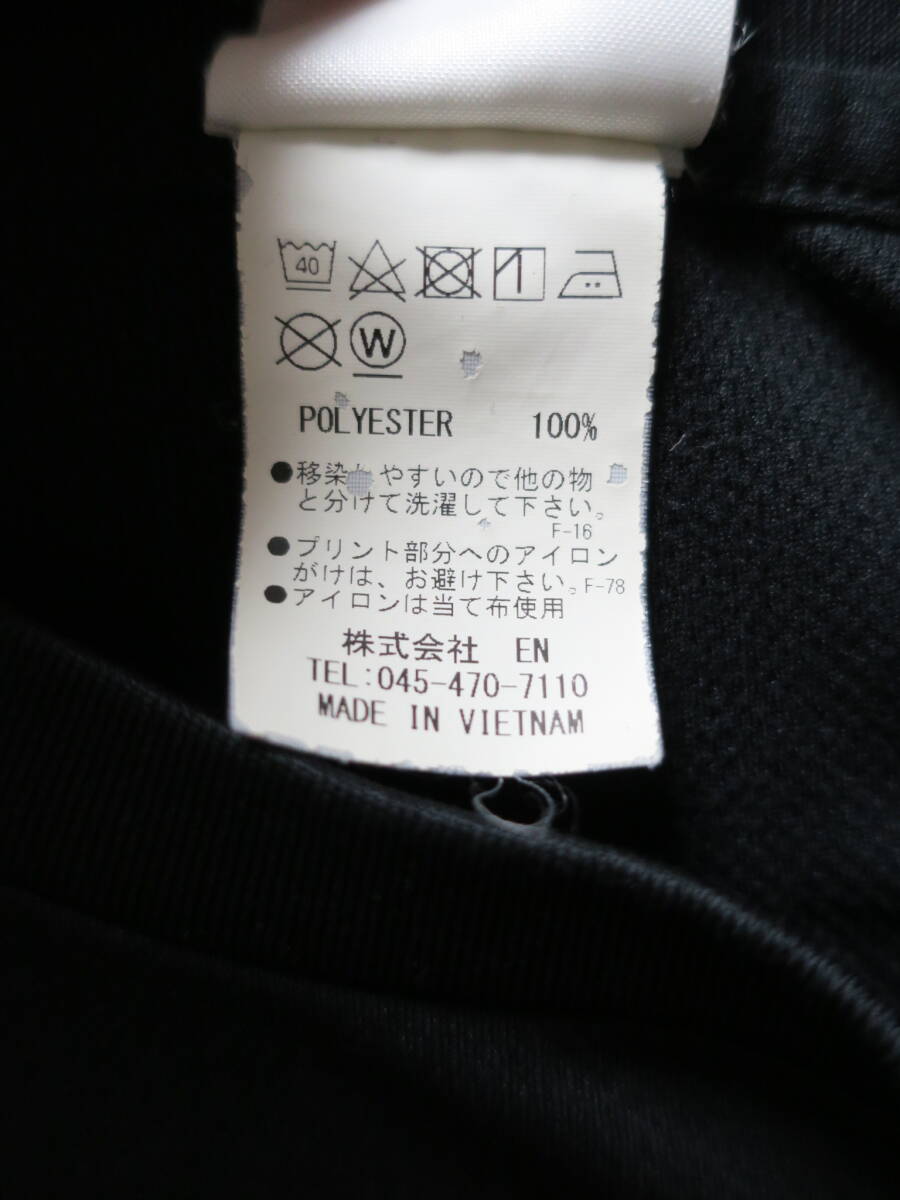 40
W
POLYESTER 100%
●移染 やすいので他の物
と分けて洗濯して下さい。
F-16
●プリント部分へのアイロン
がけは、お避け下さい。F-78
●アイロンは当て布使用
株式会社 EN
TEL:045-470-7110
MADE IN VIETNAM